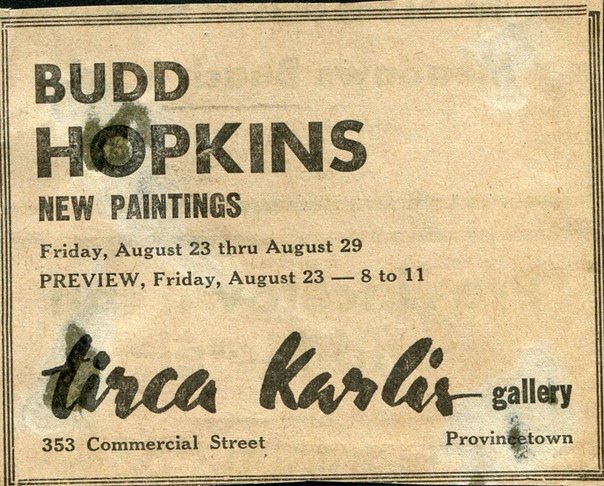 BUDD
HOPKINS
NEW PAINTINGS
Friday, August 23 thru August 29
PREVIEW, Friday, August 23 — 8 to 11
tirca Karlis gallery
353 Commercial Street Provincetown